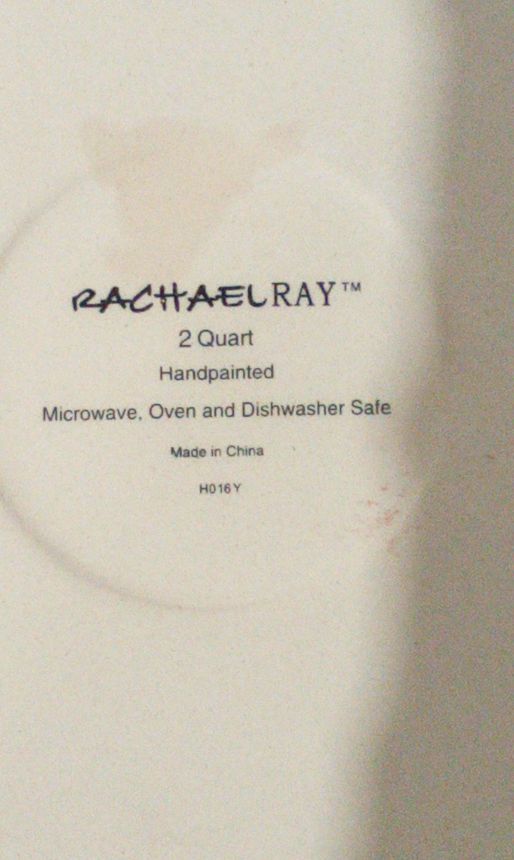 RACHAELRAY™
2 Quart
Handpainted
Microwave, Oven and Dishwasher Safe
Made in China
H016Y